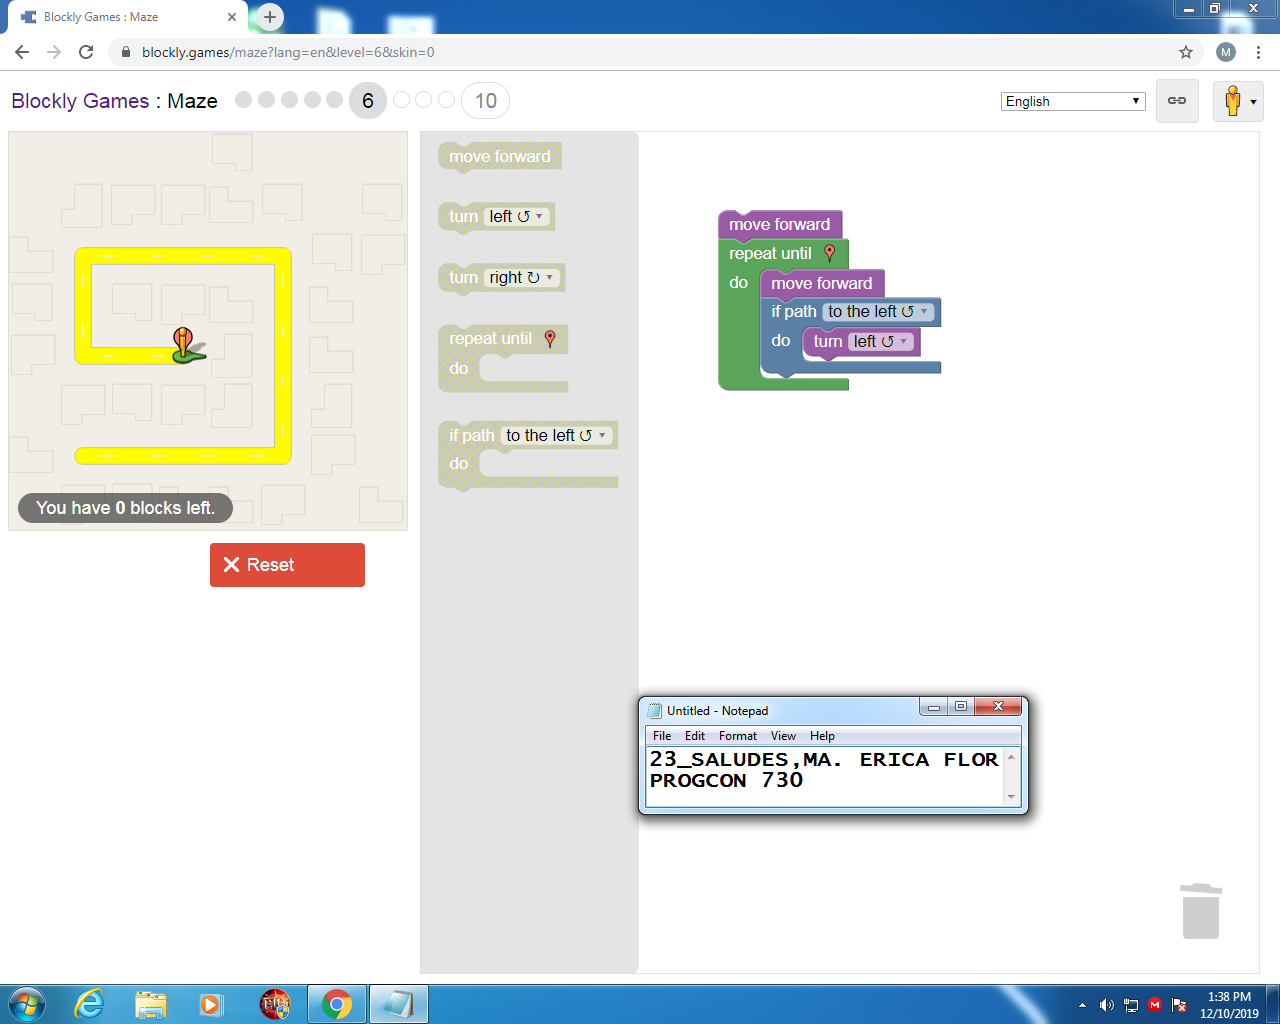 Blockly Games : Maze
blockly.games/maze?lang=en&level=6&skin=0
M
Blockly Games : Maze
6
10
English
You have 0 blocks left.
Reset
move forward
turn left
turn right
repeat until
do
if path to the left
do
move forward
repeat until
do
move forward
if path to the left
do
turn left
Untitled - Notepad
File Edit Format View Help
23_SALUDES,MA. ERICA FLOR
PROGCON 730
1:38 PM
12/10/2019